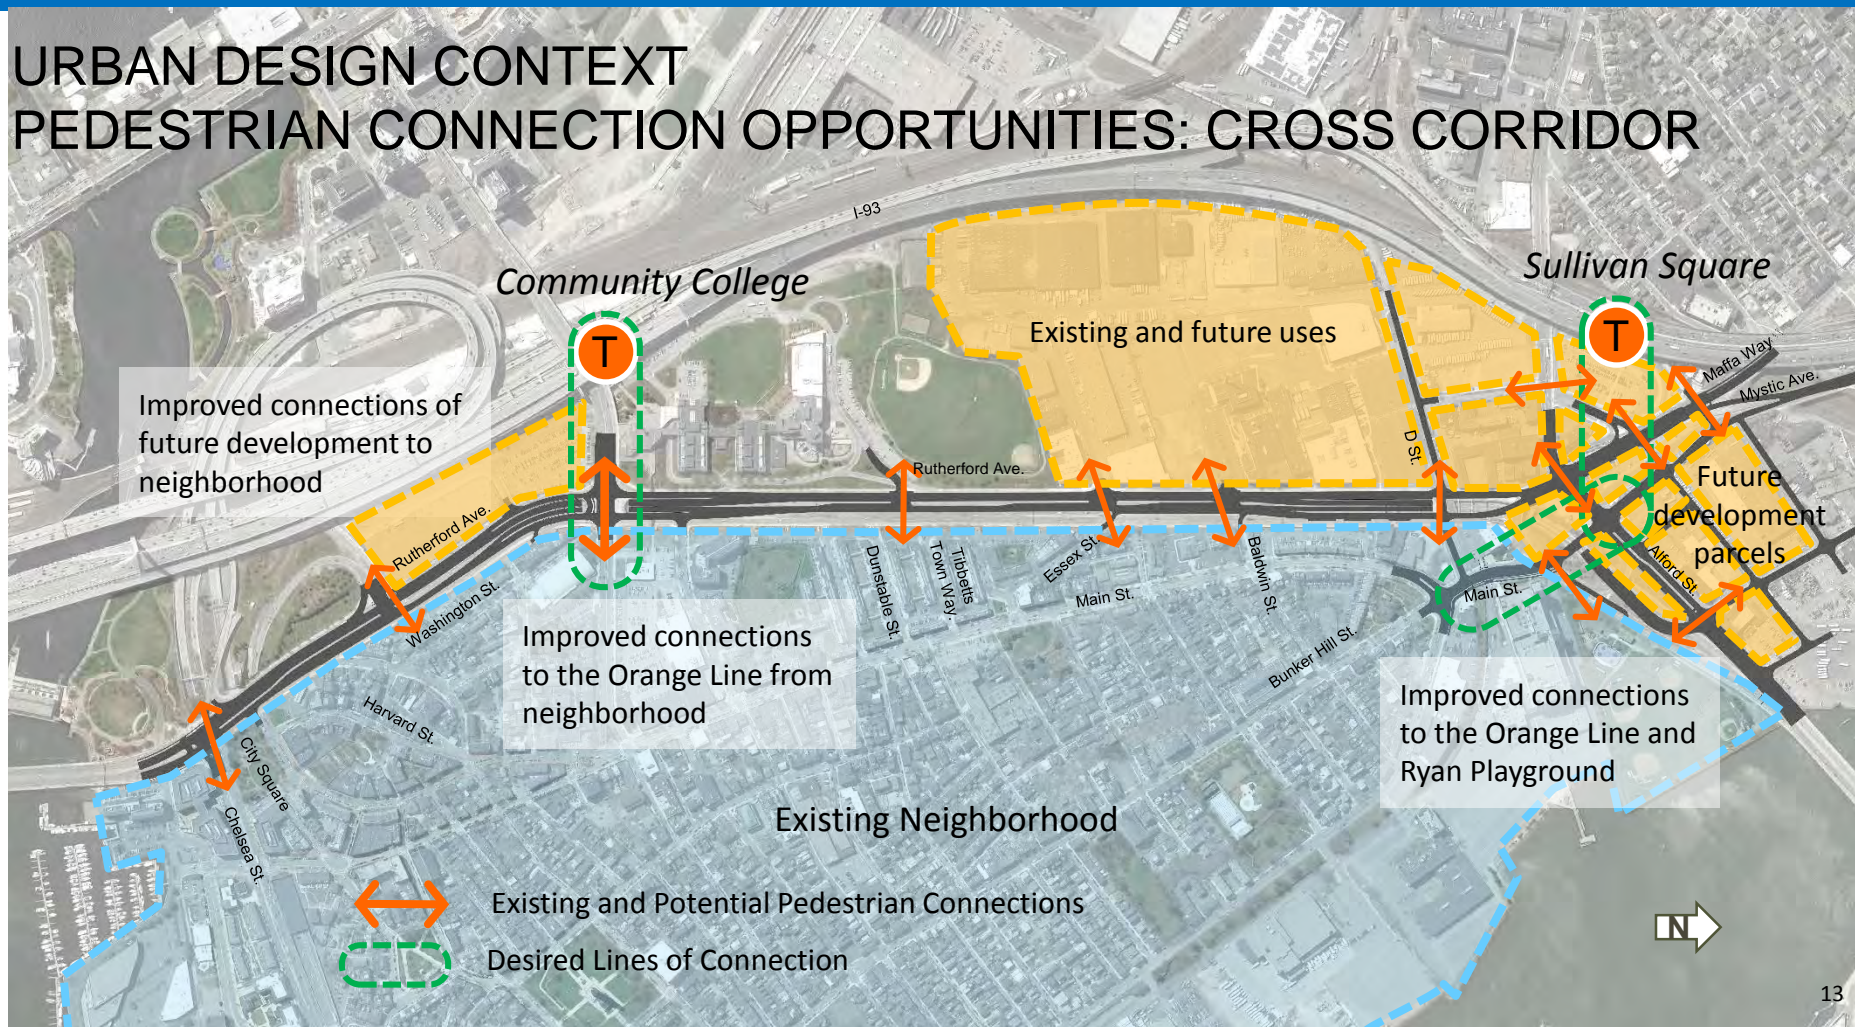 URBAN DESIGN CONTEXT
PEDESTRIAN CONNECTION OPPORTUNITIES: CROSS CORRIDOR
I-93
Community College
Sullivan Square
T
T
Existing and future uses
Maffa Way
Mystic Ave.
Improved connections of
future development to
neighborhood
D St.
Rutherford Ave.
Rutherford Ave.
Future
development
parcels
Washington St.
Dunstable St.
Tibbetts
Town Way.
Essex St.
Main St.
Baldwin St.
Main St.
Alford St.
Bunker Hill St.
Improved connections
to the Orange Line from
neighborhood
Improved connections
to the Orange Line and
Ryan Playground
Harvard St.
City Square
Chelsea St.
Existing Neighborhood
Existing and Potential Pedestrian Connections
Desired Lines of Connection
N
13